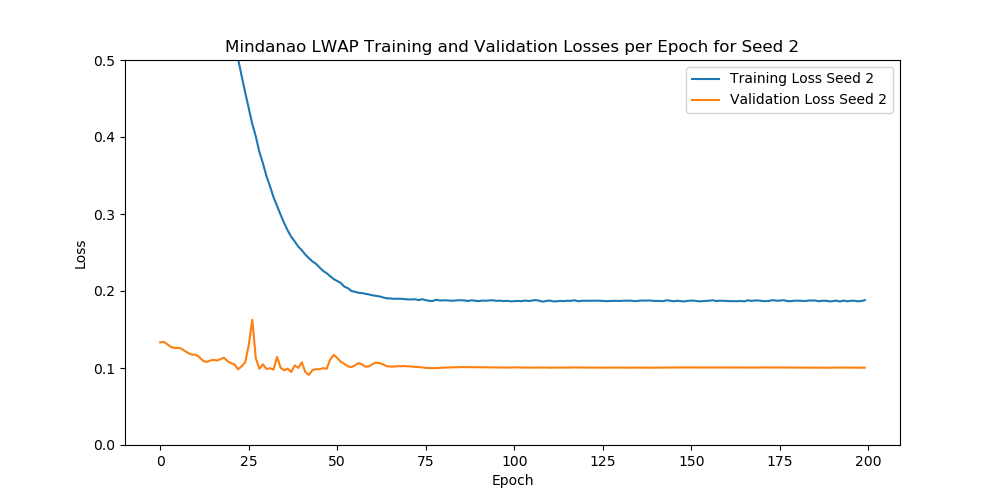 Mindanao LWAP Training and Validation Losses per Epoch for Seed 2
Training Loss Seed 2
Validation Loss Seed 2
0.5
0.4
0.3
0.2
0.1
0.0
Loss
0 25 50 75 100 125 150 175 200
Epoch